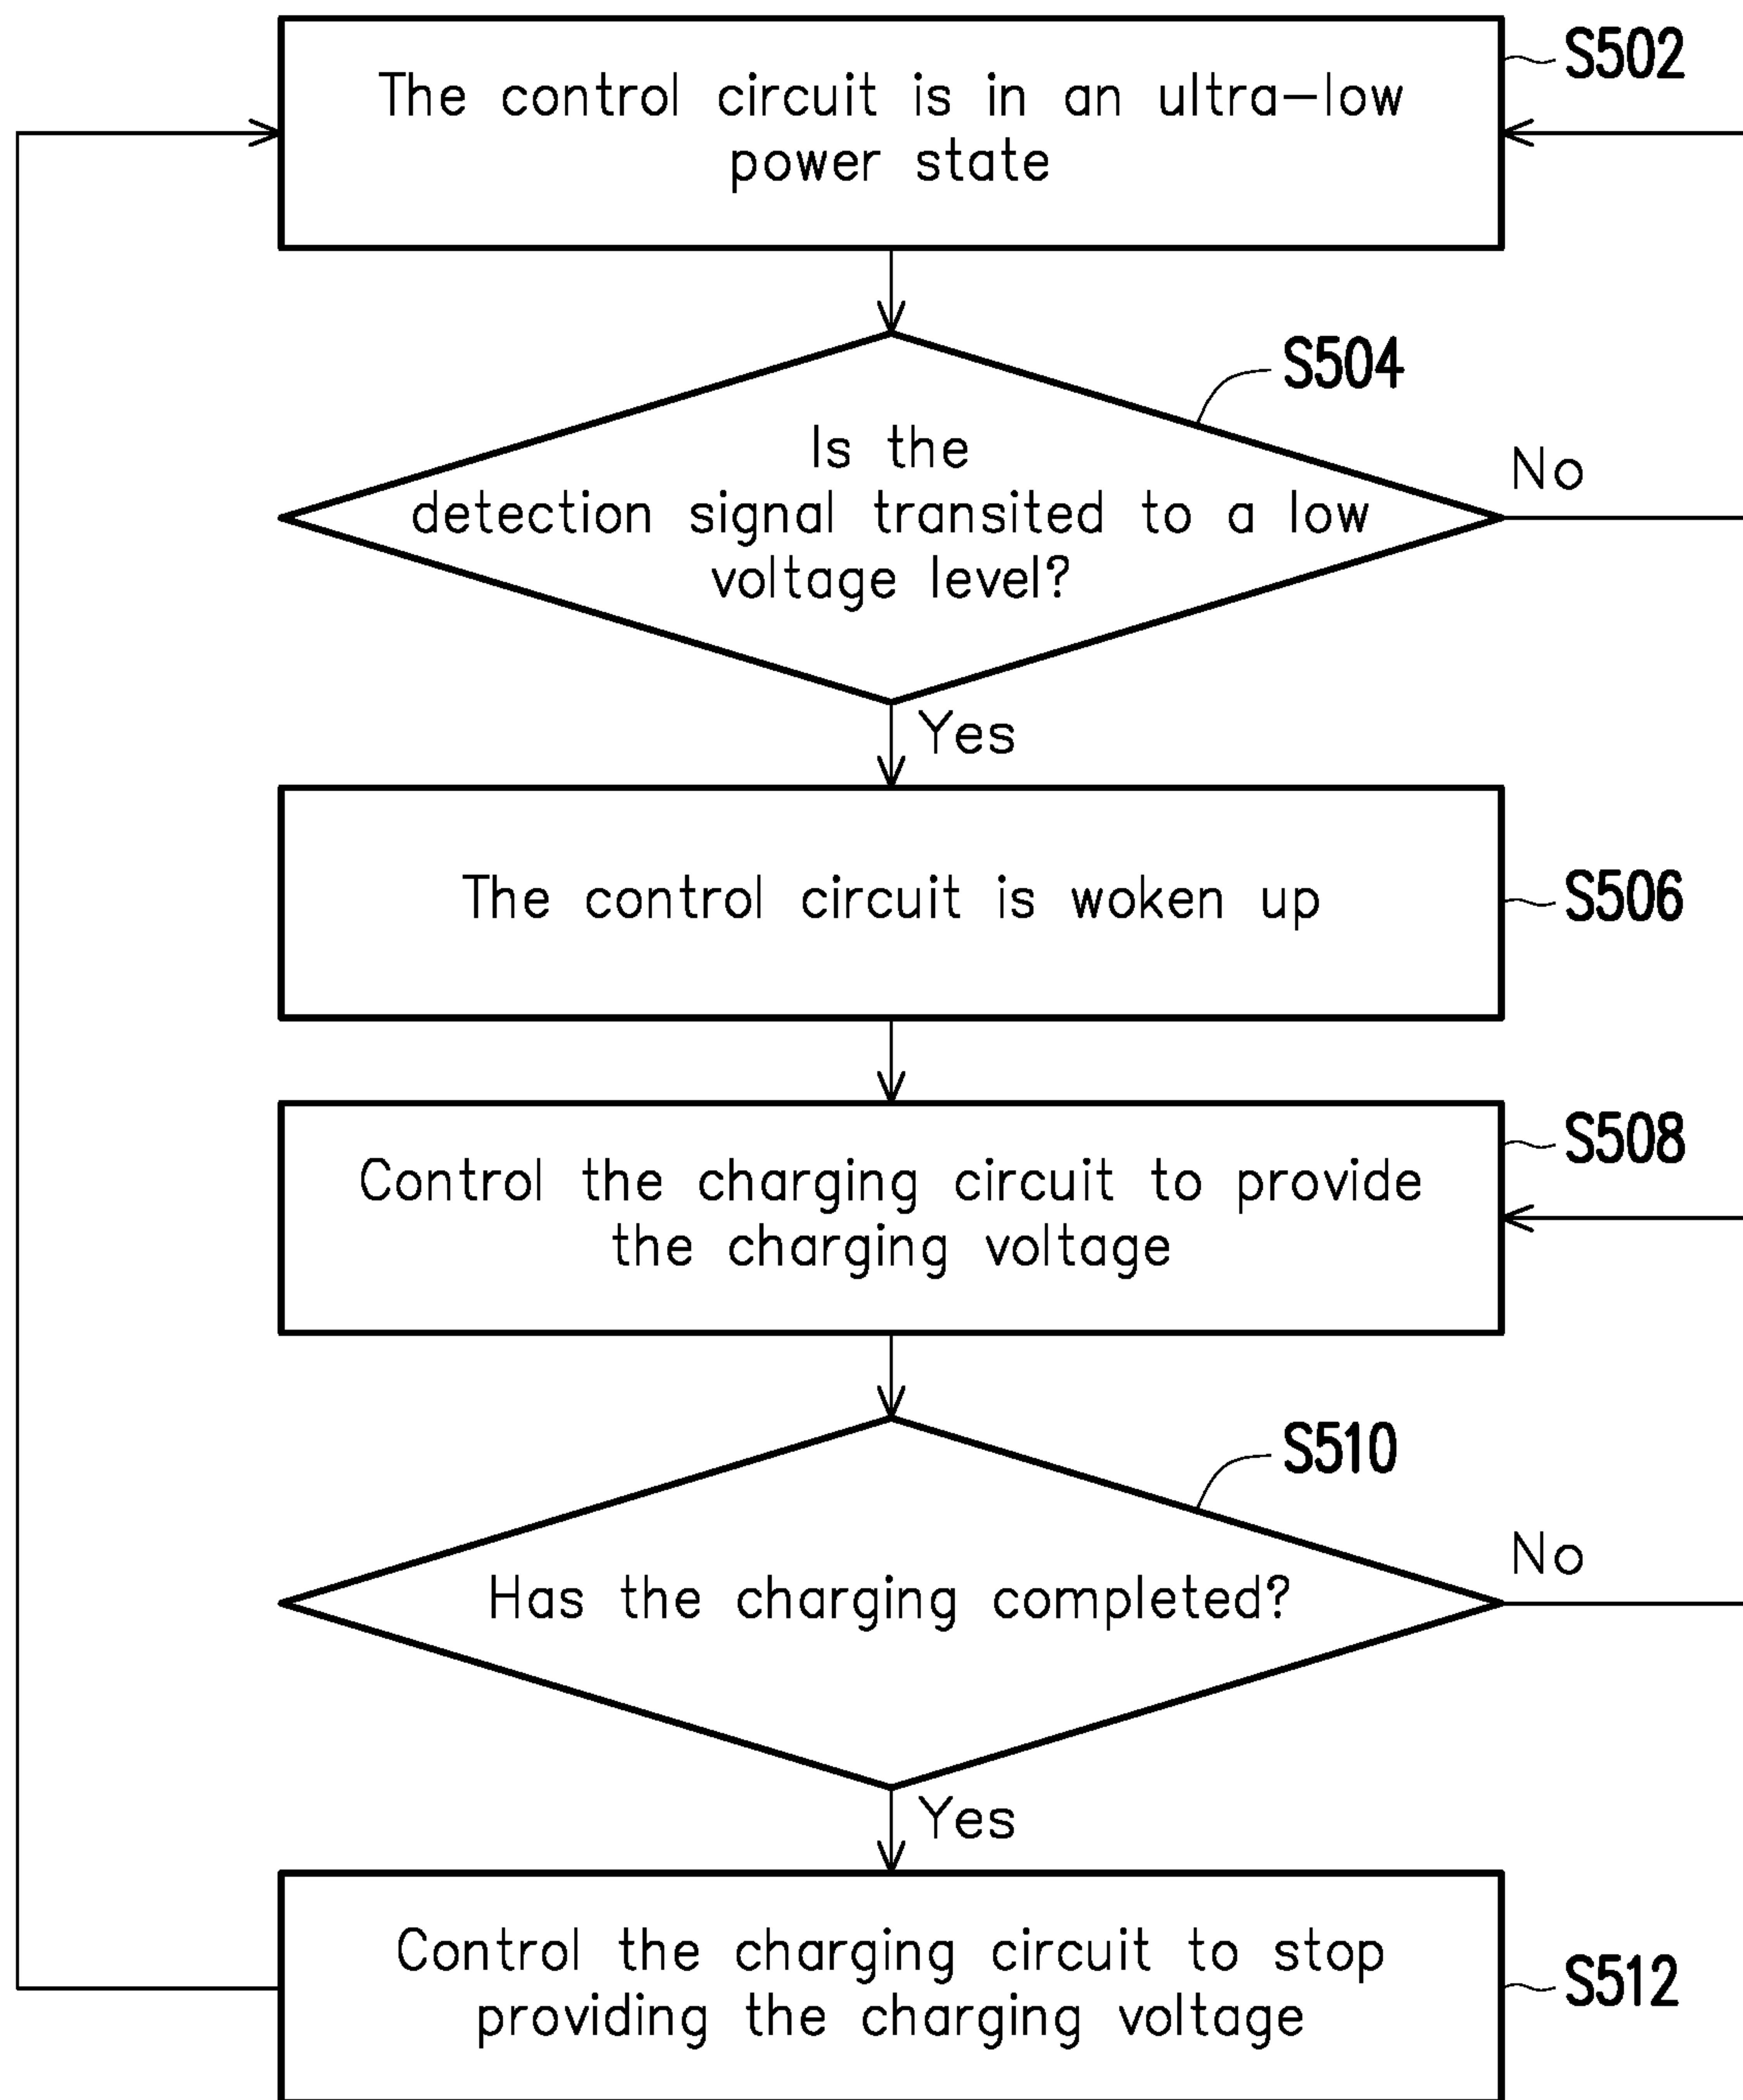 S502
The control circuit is in an ultra-low
power state
S504
Is the
detection signal transited to a low
voltage level?
No
Yes
The control circuit is woken up
S506
S508
Control the charging circuit to provide
the charging voltage
S510
Has the charging completed?
No
Yes
Control the charging circuit to stop
providing the charging voltage
S512